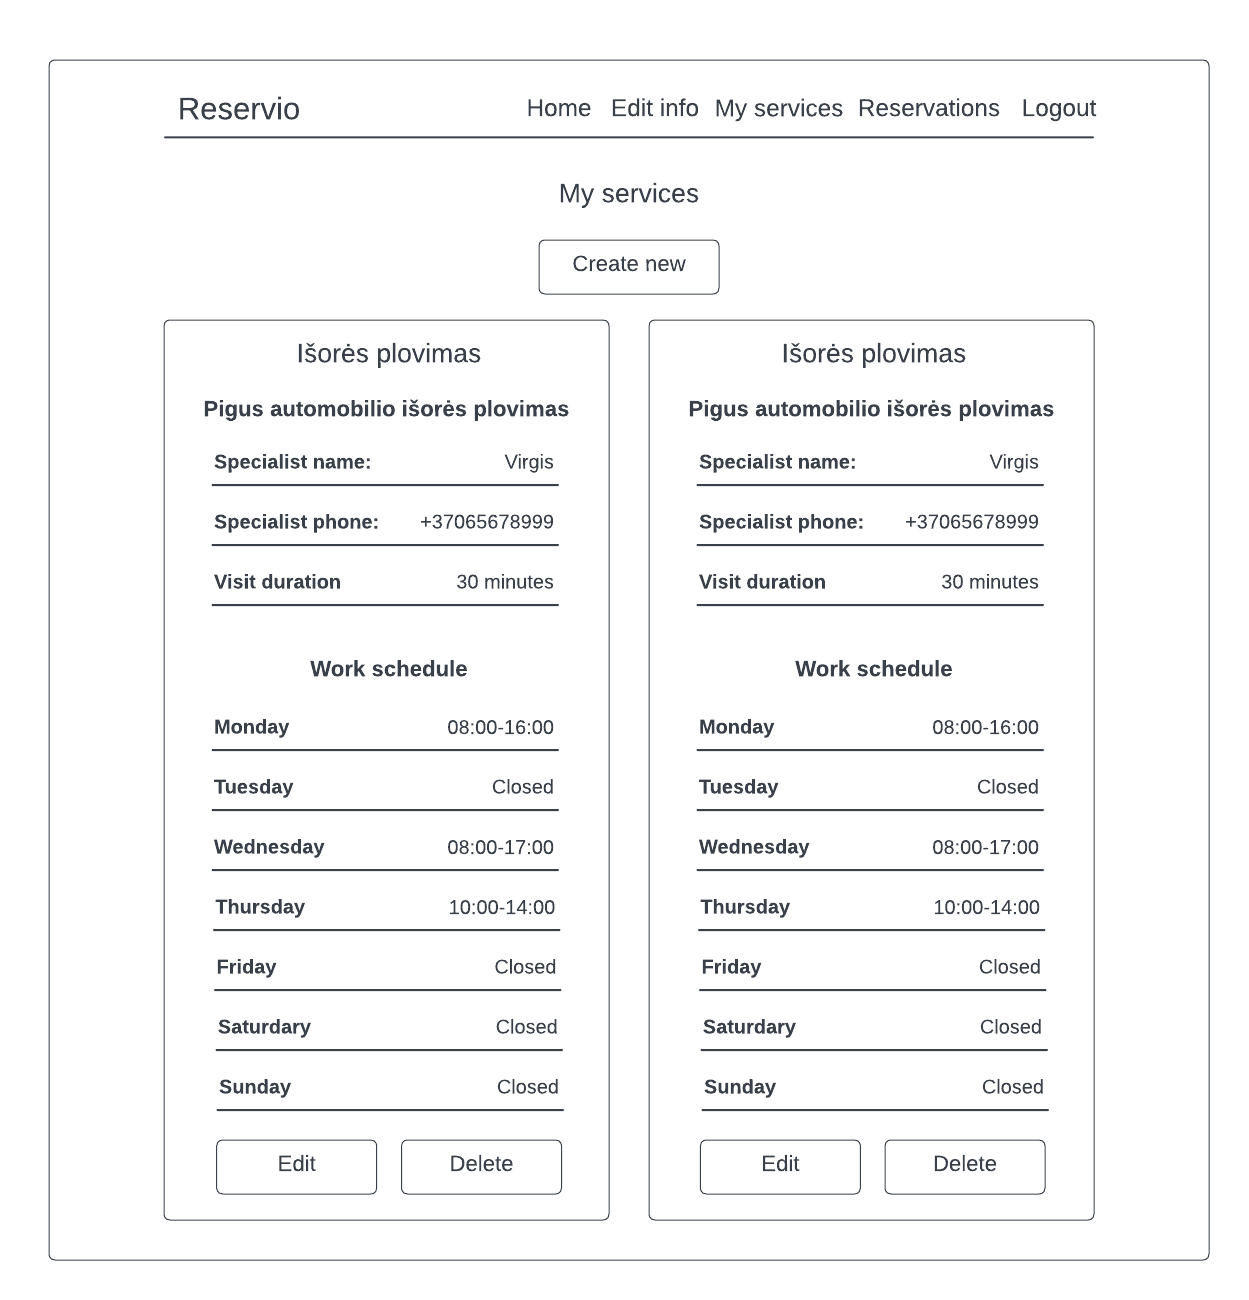 Reservio
Home Edit info My services Reservations Logout
My services
Create new
Išorės plovimas
Pigus automobilio išorės plovimas
Specialist name: Virgis
Specialist phone: +37065678999
Visit duration 30 minutes
Work schedule
Monday 08:00-16:00
Tuesday Closed
Wednesday 08:00-17:00
Thursday 10:00-14:00
Friday Closed
Saturdary Closed
Sunday Closed
Edit Delete
Išorės plovimas
Pigus automobilio išorės plovimas
Specialist name: Virgis
Specialist phone: +37065678999
Visit duration 30 minutes
Work schedule
Monday 08:00-16:00
Tuesday Closed
Wednesday 08:00-17:00
Thursday 10:00-14:00
Friday Closed
Saturdary Closed
Sunday Closed
Edit Delete